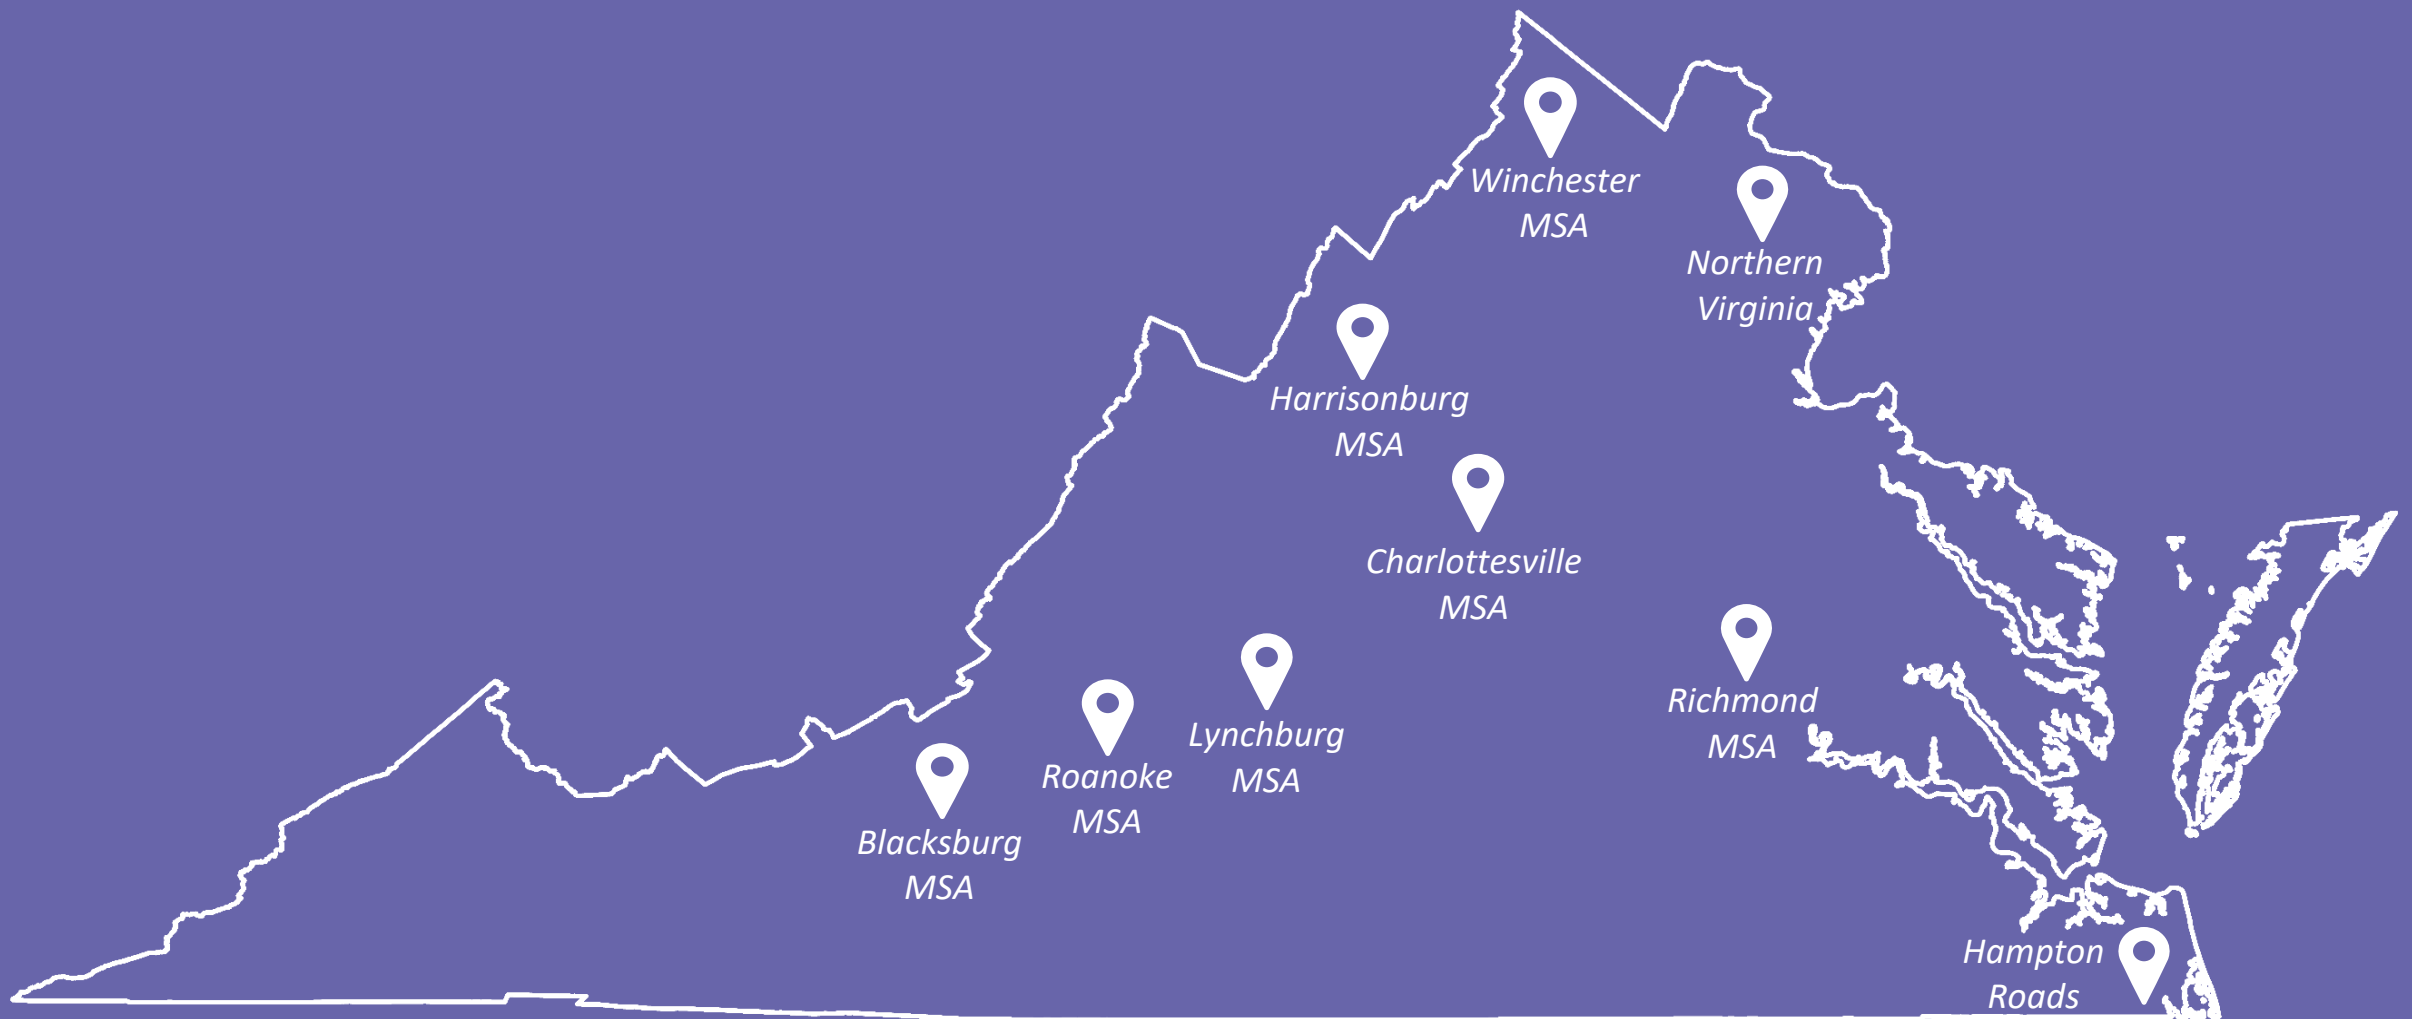 Winchester
MSA
Northern
Virginia
Harrisonburg
MSA
Charlottesville
MSA
Richmond
MSA
Lynchburg
MSA
Roanoke
MSA
Blacksburg
MSA
Hampton
Roads